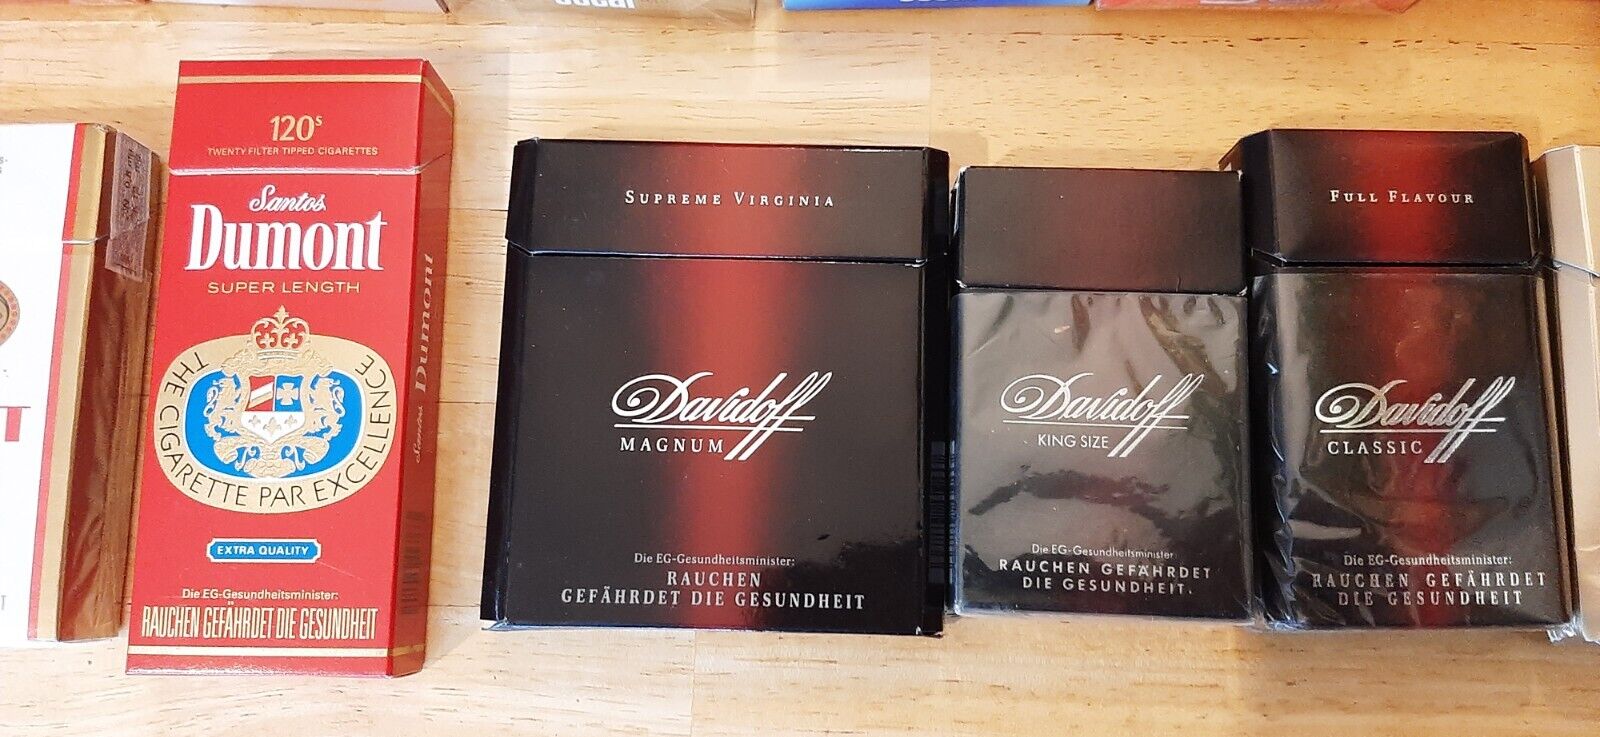 120s
TWENTY FILTER TIPPED CIGARETTES
Santos
Dumont
SUPER LENGTH
THE CIGARETTE PAR EXCELLENCE
EXTRA QUALITY
Die EG-Gesundheitsminister:
RAUCHEN GEFÄHRDET DIE GESUNDHEIT
Santos Dumont
SUPREME VIRGINIA
Davidoff
MAGNUM
Die EG-Gesundheitsminister:
RAUCHEN
GEFÄHRDET DIE GESUNDHEIT
Davidoff
KING SIZE
Die EG-Gesundheitsminister:
RAUCHEN GEFÄHRDET
DIE GESUNDHEIT.
FULL FLAVOUR
Davidoff
CLASSIC
Die EG-Gesundheitsminister:
RAUCHEN GEFÄHRDET
DIE GESUNDHEIT